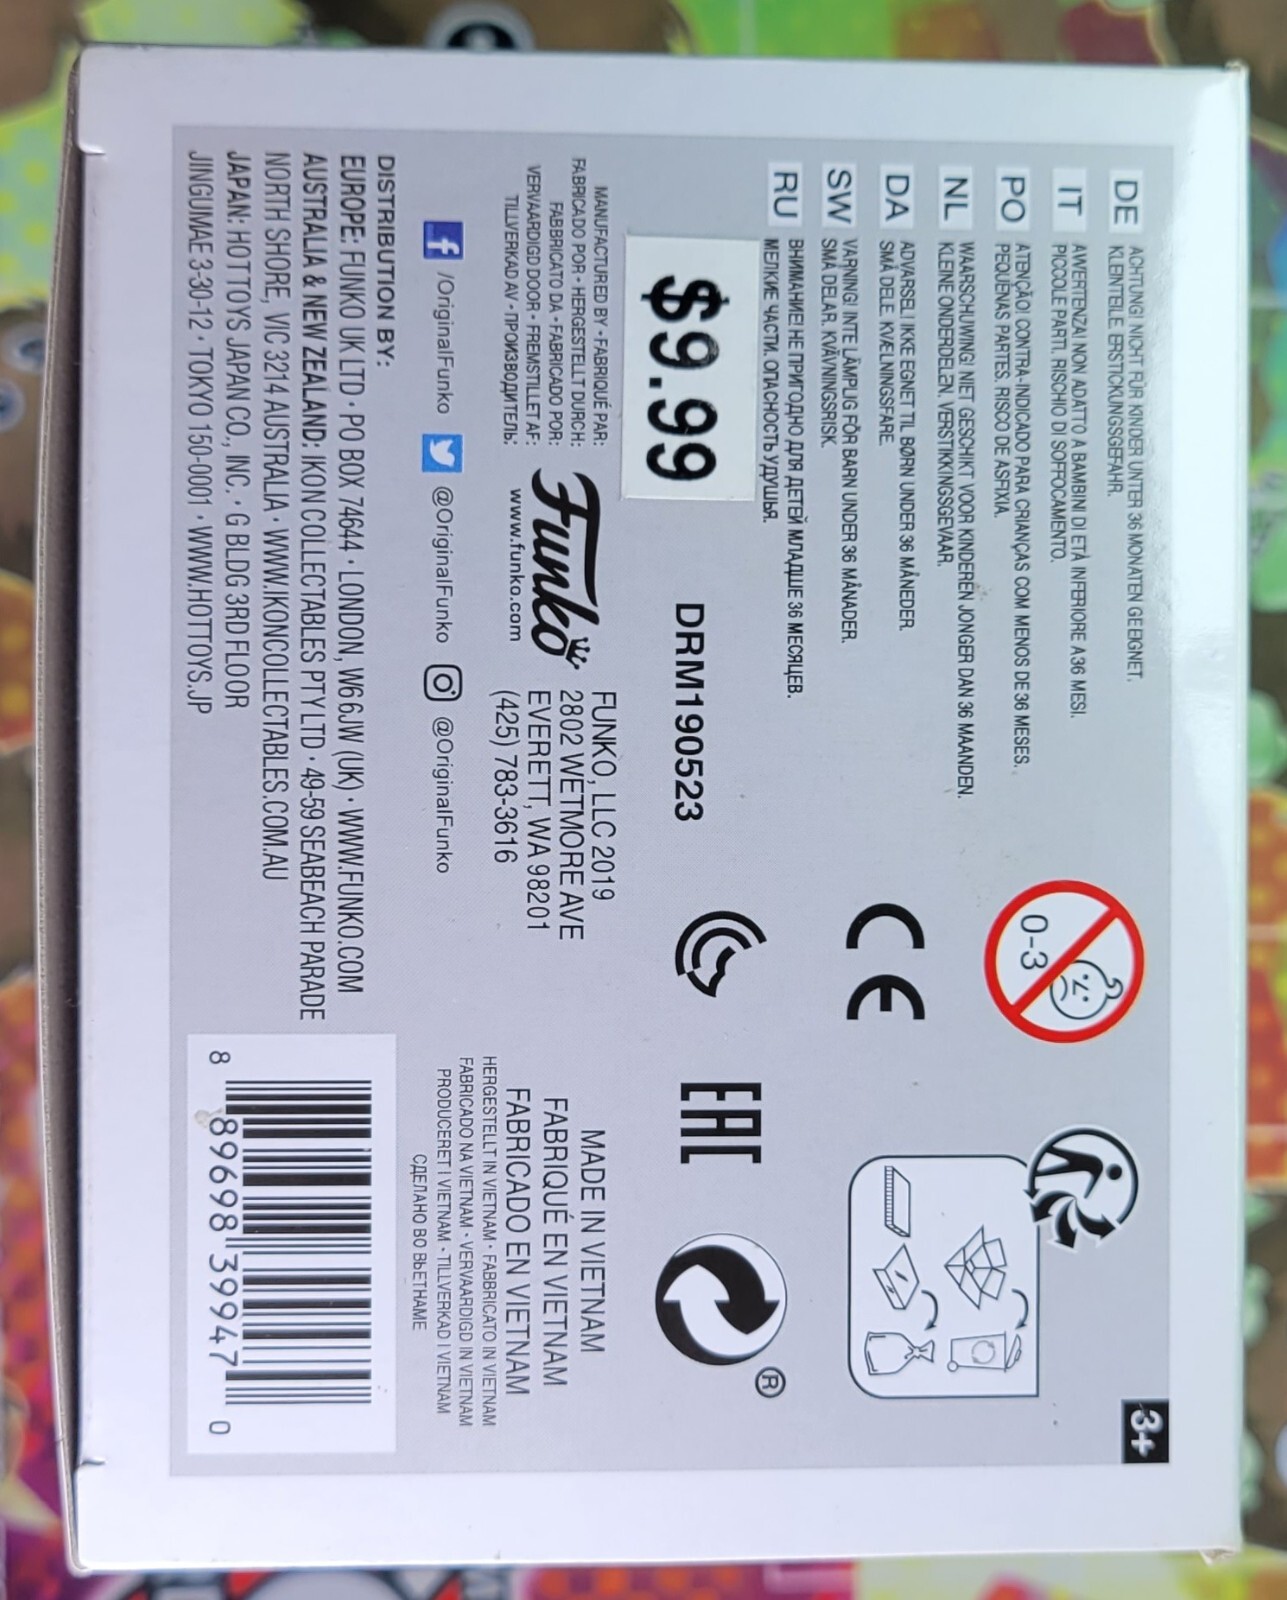 DE ACHTUNG! NICHT FÜR KINDER UNTER 36 MONATEN GEEIGNET.
KLEINTEILE. ERSTICKUNGSGEFAHR.
IT AVVERTENZA! NON ADATTO A BAMBINI DI ETÀ INFERIORE A 36 MESI.
PICCOLE PARTI. RISCHIO DI SOFFOCAMENTO.
PO ATENÇÃO! CONTRA-INDICADO PARA CRIANÇAS COM MENOS DE 36 MESES.
PEQUENAS PARTES. RISCO DE ASFIXIA.
NL WAARSCHUWING! NIET GESCHIKT VOOR KINDEREN JONGER DAN 36 MAANDEN.
KLEINE ONDERDELEN. VERSTIKKINGSGEVAAR.
DA ADVARSEL! IKKE EGNET TIL BØRN UNDER 36 MÅNEDER.
SMÅ DELE. KVÆLNINGSFARE.
SW VARNING! INTE LÄMPLIG FÖR BARN UNDER 36 MÅNADER.
SMÅ DELAR. KVÄVNINGSRISK.
RU ВНИМАНИЕ! НЕ ПРИГОДНО ДЛЯ ДЕТЕЙ МЛАДШЕ 36 МЕСЯЦЕВ.
МЕЛКИЕ ЧАСТИ. ОПАСНОСТЬ УДУШЬЯ.
3+
0-3
CE
$9.99
DRM190523
EAC
®
MANUFACTURED BY • FABRIQUÉ PAR:
FABRICADO POR • HERGESTELLT DURCH:
FABBRICATO DA • FABRICADO POR:
VERVAARDIGD DOOR • FREMSTILLET AF:
TILLVERKAD AV • ПРОИЗВОДИТЕЛЬ:
Funko
www.funko.com
FUNKO, LLC 2019
2802 WETMORE AVE
EVERETT, WA 98201
(425) 783-3616
MADE IN VIETNAM
FABRIQUÉ EN VIETNAM
FABRICADO EN VIETNAM
HERGESTELLT IN VIETNAM • FABBRICATO IN VIETNAM
FABRICADO NA VIETNAM • VERVAARDIGD IN VIETNAM
PRODUCERET I VIETNAM • TILLVERKAD I VIETNAM
СДЕЛАНО ВО ВЬЕТНАМЕ
f /OriginalFunko @OriginalFunko @OriginalFunko
DISTRIBUTION BY:
EUROPE: FUNKO UK LTD • PO BOX 74644 • LONDON, W6 6JW (UK) • WWW.FUNKO.COM
AUSTRALIA & NEW ZEALAND: IKON COLLECTABLES PTY LTD • 49-59 SEABEACH PARADE
NORTH SHORE, VIC 3214 AUSTRALIA • WWW.IKONCOLLECTABLES.COM.AU
JAPAN: HOT TOYS JAPAN CO., INC. • G BLDG 3RD FLOOR
JINGUMAE 3-30-12 • TOKYO 150-0001 • WWW.HOTTOYS.JP
8 89698 39947 0